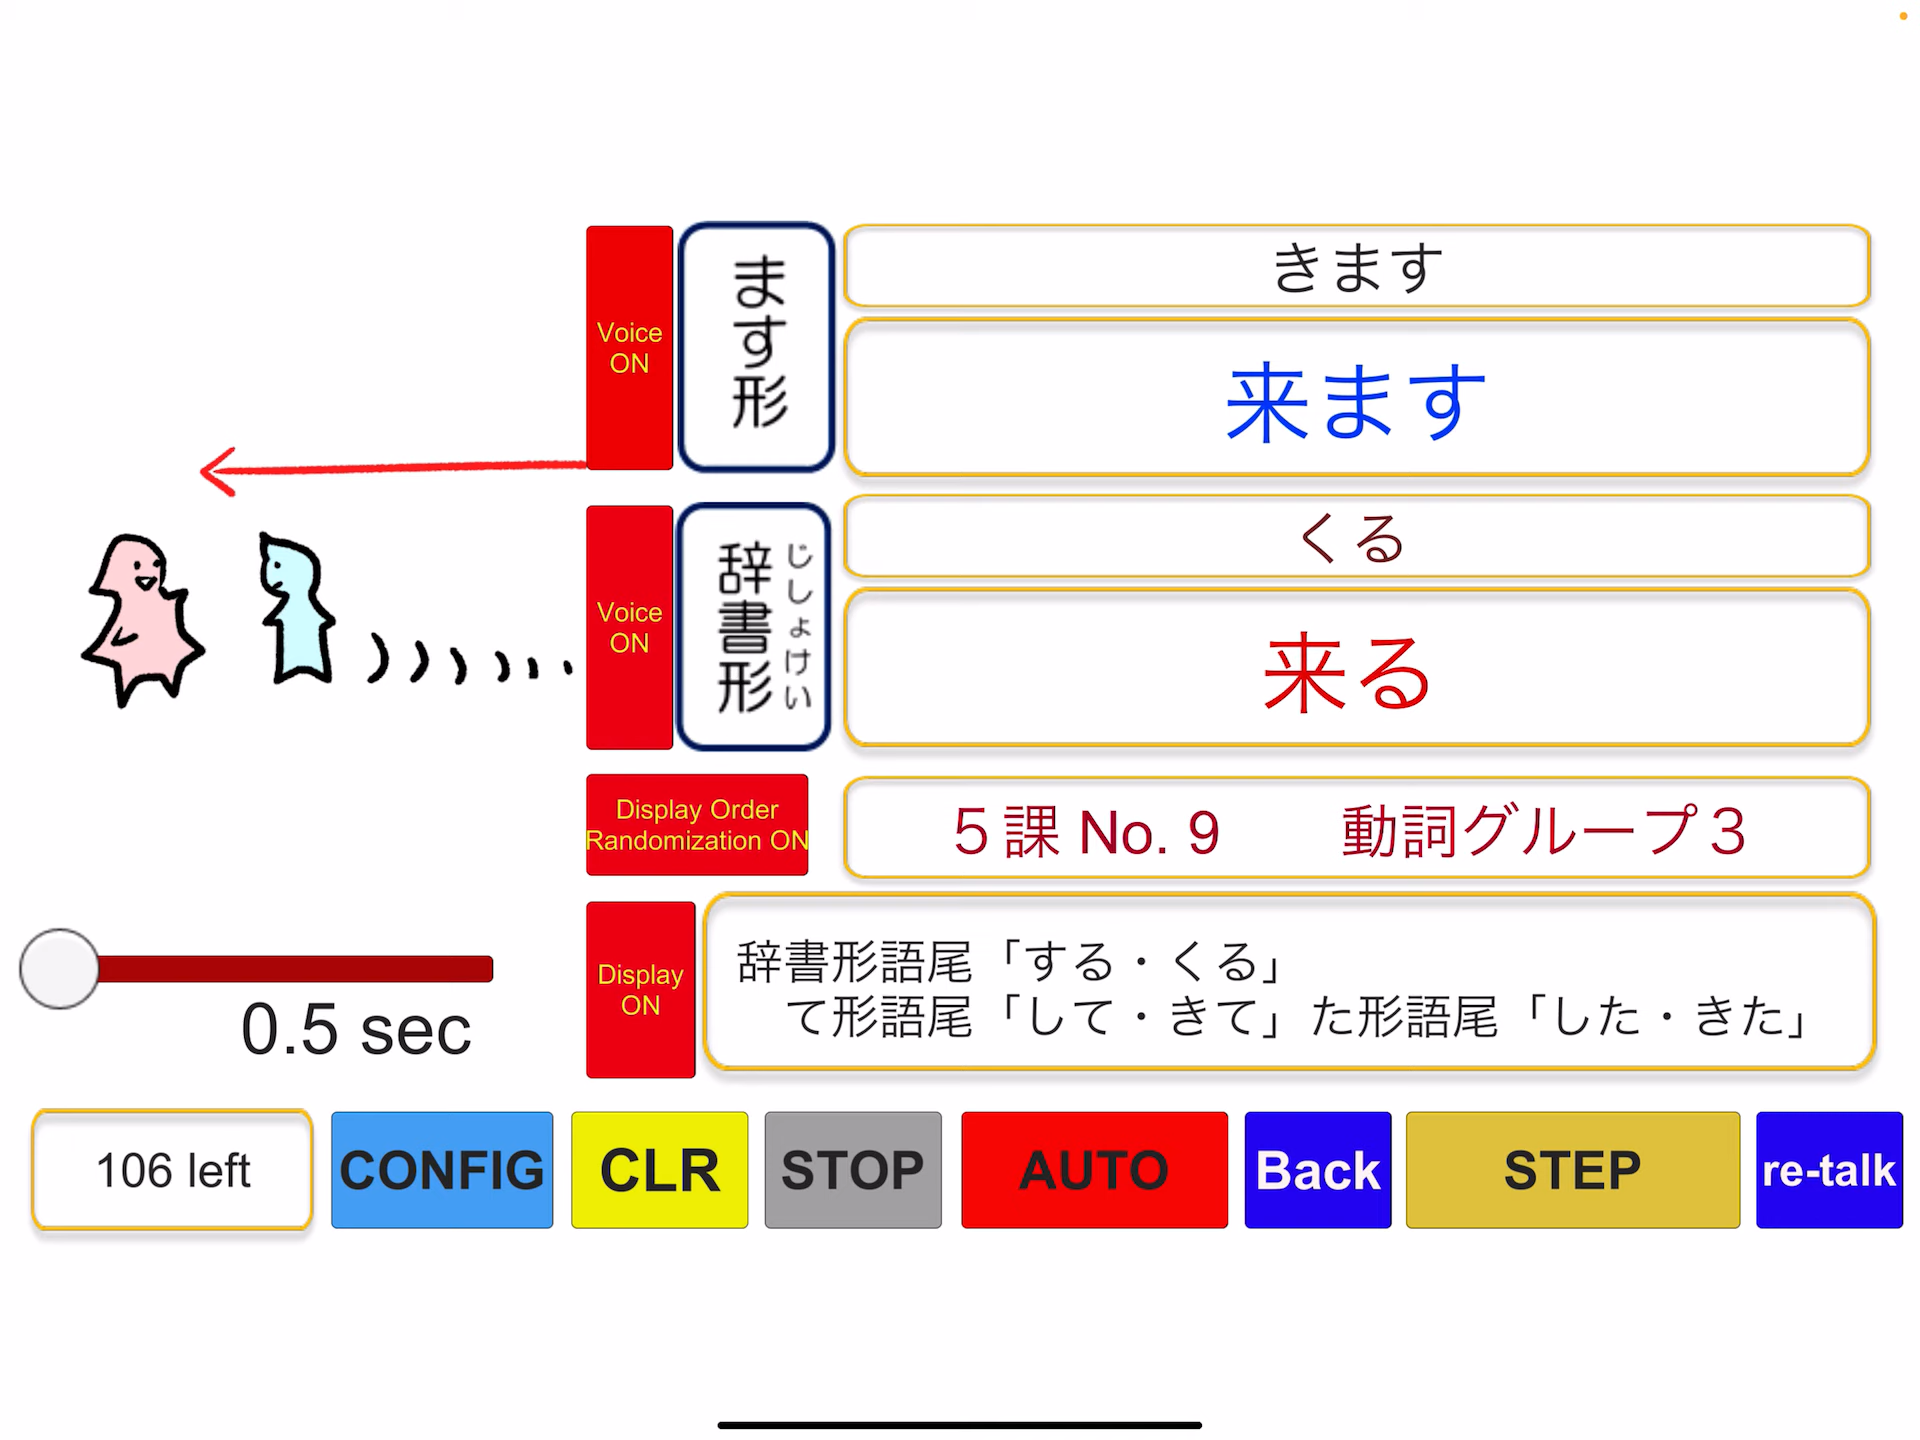 Voice
ON
ます形
きます
来ます
Voice
ON
辞書形
じしょけい
くる
来る
Display Order
Randomization ON
５課 No. 9 動詞グループ３
Display
ON
辞書形語尾「する・くる」
て形語尾「して・きて」た形語尾「した・きた」
0.5 sec
106 left
CONFIG
CLR
STOP
AUTO
Back
STEP
re-talk